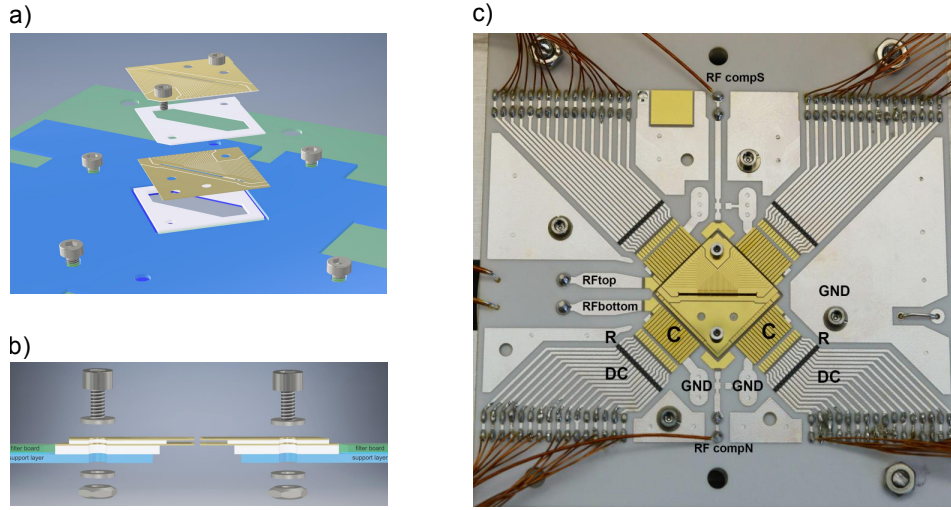 a)
b)
filter board
filter board
support layer
support layer
c)
RF compS
RFtop
RFbottom
GND
R
C
C
R
DC
DC
GND
GND
RF compN